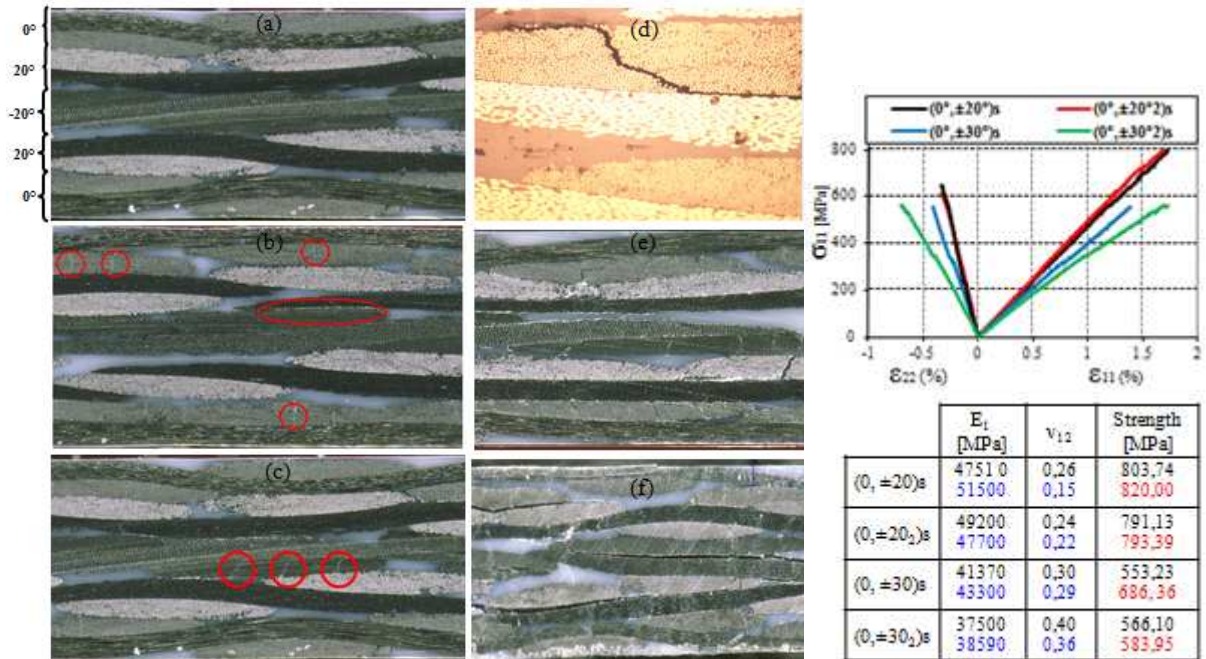 (a)
0°
20°
-20°
20°
0°
(b)
(c)
(d)
(e)
(f)
(0°,±20°)s
(0°,±20°2)s
(0°,±30°)s
(0°,±30°2)s
800
600
400
200
0
σ11 [MPa]
-1 -0.5 0 0.5 1 1.5 2
ε22 (%) ε11 (%)
E1 [MPa] ν12 Strength [MPa]
(0, ±20)s 4751 0 0,26 803,74
51500 0,15 820,00
(0,±20₂)s 49200 0,24 791,13
47700 0,22 793,39
(0, ±30)s 41370 0,30 553,23
43300 0,29 686, 36
(0,±30₂)s 37500 0,40 566,10
38590 0,36 583,95